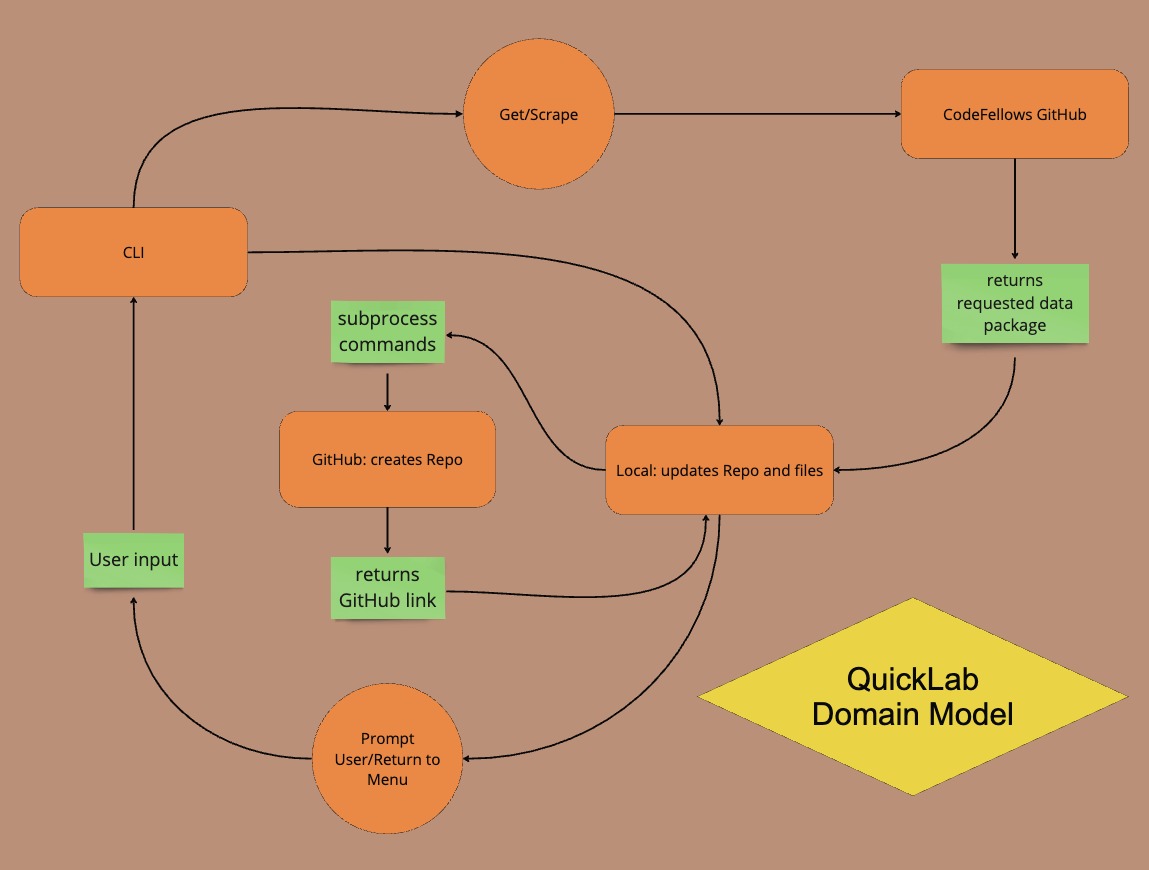 Get/Scrape
CodeFellows GitHub
CLI
returns
requested data
package
subprocess
commands
GitHub: creates Repo
Local: updates Repo and files
User input
returns
GitHub link
QuickLab
Domain Model
Prompt
User/Return to
Menu